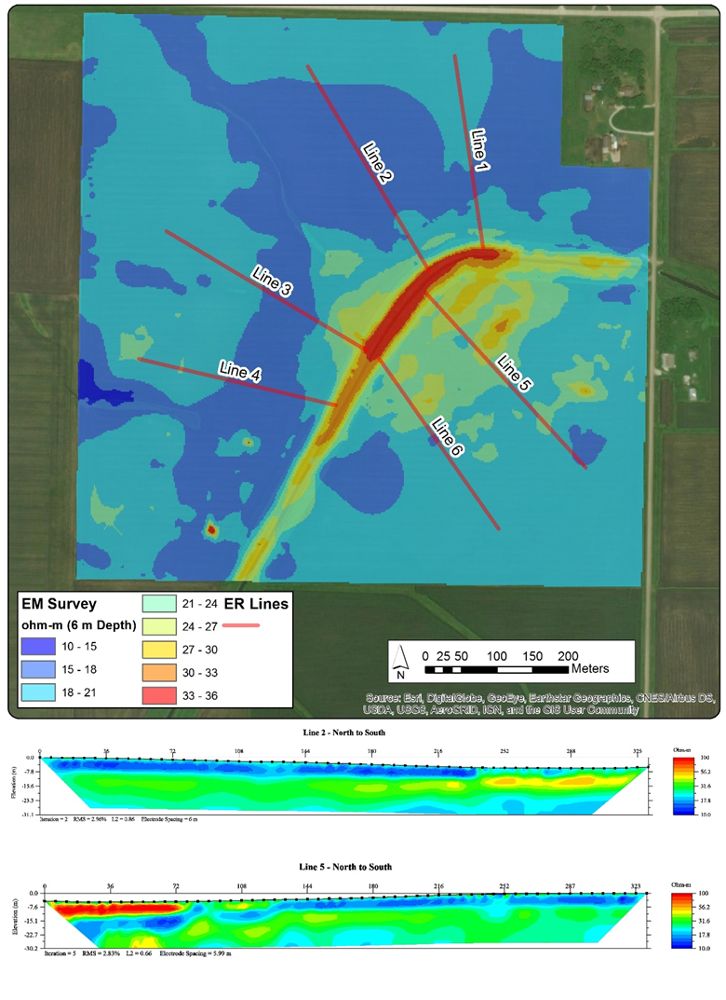 Line 1
Line 2
Line 3
Line 4
Line 5
Line 6
EM Survey
ohm-m (6 m Depth)
10 - 15
15 - 18
18 - 21
21 - 24
24 - 27
27 - 30
30 - 33
33 - 36
ER Lines
N
0 25 50 100 150 200
Meters
Source: Esri, DigitalGlobe, GeoEye, Earthstar Geographics, CNES/Airbus DS,
USDA, USGS, AeroGRID, IGN, and the GIS User Community
Line 2 - North to South
0 36 72 108 144 180 216 252 288 325
Elevation (m)
0.0
-7.8
-15.6
-23.3
-31.1
Ohm-m
100
56.2
31.6
17.8
10.0
Iteration = 2 RMS = 2.96% L2 = 0.86 Electrode Spacing = 6 m
Line 5 - North to South
0 36 72 108 144 180 216 252 287 323
Elevation (m)
0.0
-7.6
-15.1
-22.7
-30.2
Ohm-m
100
56.2
31.6
17.8
10.0
Iteration = 5 RMS = 2.83% L2 = 0.66 Electrode Spacing = 5.99 m